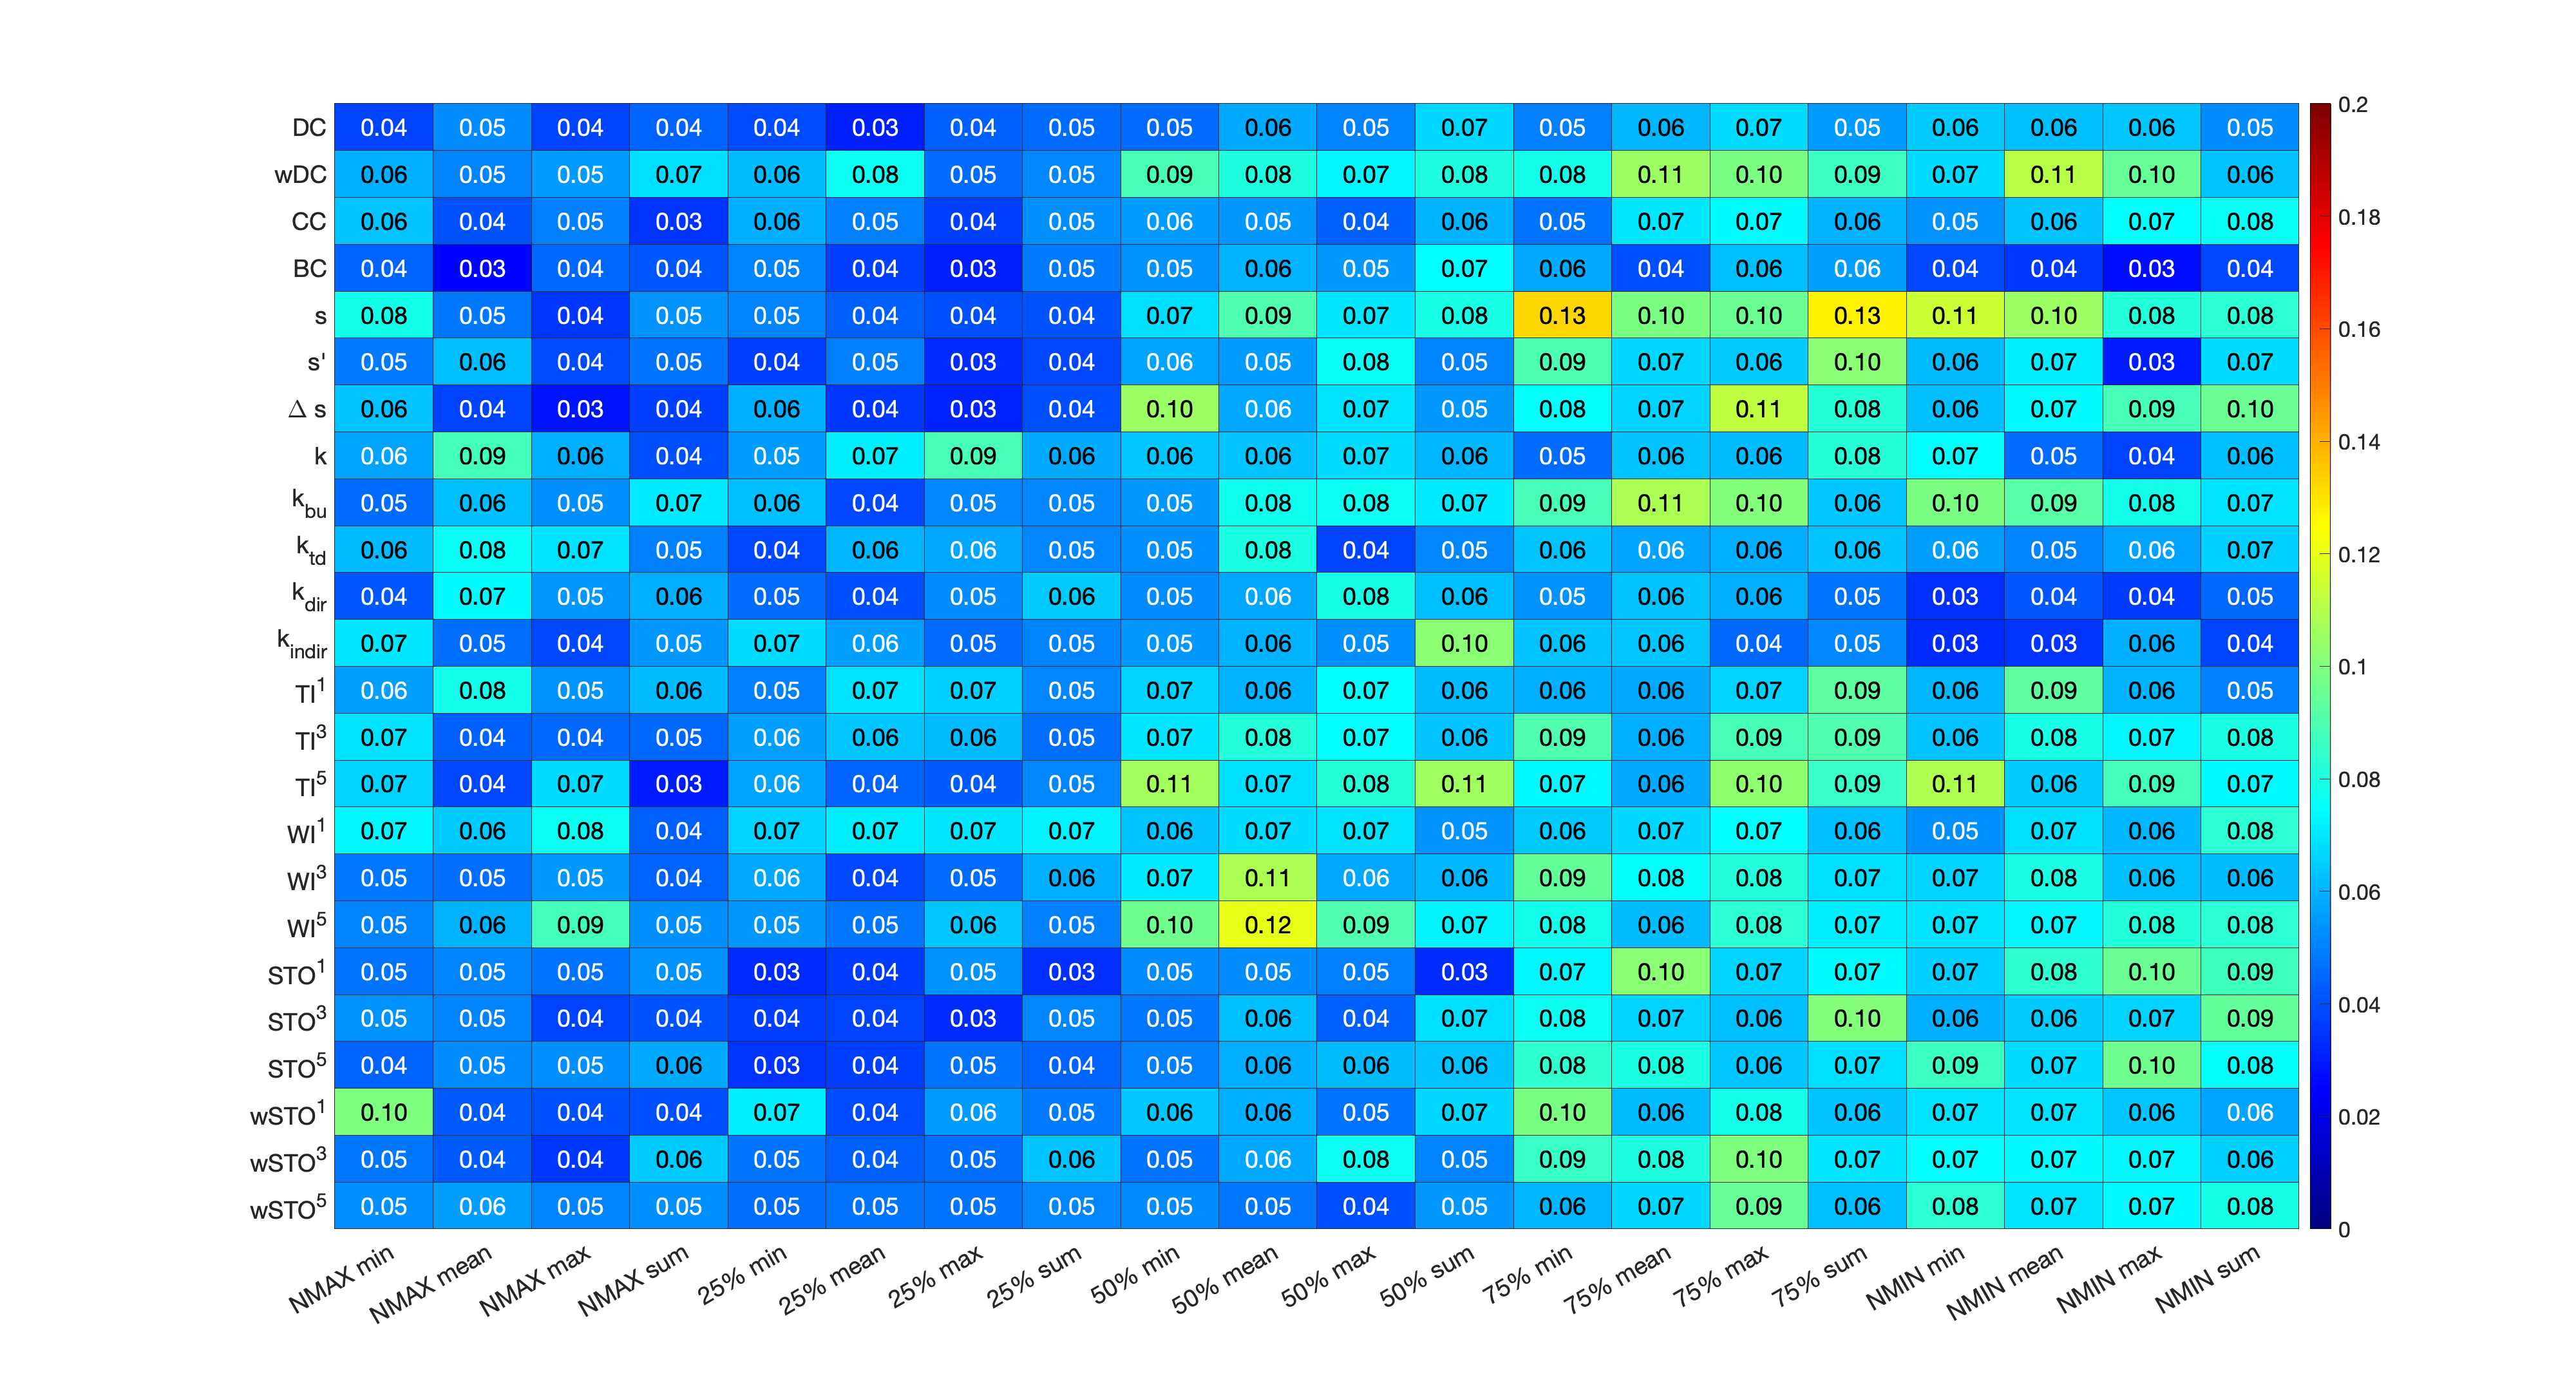 DC 0.04 0.05 0.04 0.04 0.04 0.03 0.04 0.05 0.05 0.06 0.05 0.07 0.05 0.06 0.07 0.05 0.06 0.06 0.06 0.05
wDC 0.06 0.05 0.05 0.07 0.06 0.08 0.05 0.05 0.09 0.08 0.07 0.08 0.08 0.11 0.10 0.09 0.07 0.11 0.10 0.06
CC 0.06 0.04 0.05 0.03 0.06 0.05 0.04 0.05 0.06 0.05 0.04 0.06 0.05 0.07 0.07 0.06 0.05 0.06 0.07 0.08
BC 0.04 0.03 0.04 0.04 0.05 0.04 0.03 0.05 0.05 0.06 0.05 0.07 0.06 0.04 0.06 0.06 0.04 0.04 0.03 0.04
s 0.08 0.05 0.04 0.05 0.05 0.04 0.04 0.04 0.07 0.09 0.07 0.08 0.13 0.10 0.10 0.13 0.11 0.10 0.08 0.08
s' 0.05 0.06 0.04 0.05 0.04 0.05 0.03 0.04 0.06 0.05 0.08 0.05 0.09 0.07 0.06 0.10 0.06 0.07 0.03 0.07
Δ s 0.06 0.04 0.03 0.04 0.06 0.04 0.03 0.04 0.10 0.06 0.07 0.05 0.08 0.07 0.11 0.08 0.06 0.07 0.09 0.10
k 0.06 0.09 0.06 0.04 0.05 0.07 0.09 0.06 0.06 0.06 0.07 0.06 0.05 0.06 0.06 0.08 0.07 0.05 0.04 0.06
k_bu 0.05 0.06 0.05 0.07 0.06 0.04 0.05 0.05 0.05 0.08 0.08 0.07 0.09 0.11 0.10 0.06 0.10 0.09 0.08 0.07
k_td 0.06 0.08 0.07 0.05 0.04 0.06 0.06 0.05 0.05 0.08 0.04 0.05 0.06 0.06 0.06 0.06 0.06 0.05 0.06 0.07
k_dir 0.04 0.07 0.05 0.06 0.05 0.04 0.05 0.06 0.05 0.06 0.08 0.06 0.05 0.06 0.06 0.05 0.03 0.04 0.04 0.05
k_indir 0.07 0.05 0.04 0.05 0.07 0.06 0.05 0.05 0.05 0.06 0.05 0.10 0.06 0.06 0.04 0.05 0.03 0.03 0.06 0.04
TI^1 0.06 0.08 0.05 0.06 0.05 0.07 0.07 0.05 0.07 0.06 0.07 0.06 0.06 0.06 0.07 0.09 0.06 0.09 0.06 0.05
TI^3 0.07 0.04 0.04 0.05 0.06 0.06 0.06 0.05 0.07 0.08 0.07 0.06 0.09 0.06 0.09 0.09 0.06 0.08 0.07 0.08
TI^5 0.07 0.04 0.07 0.03 0.06 0.04 0.04 0.05 0.11 0.07 0.08 0.11 0.07 0.06 0.10 0.09 0.11 0.06 0.09 0.07
WI^1 0.07 0.06 0.08 0.04 0.07 0.07 0.07 0.07 0.06 0.07 0.07 0.05 0.06 0.07 0.07 0.06 0.05 0.07 0.06 0.08
WI^3 0.05 0.05 0.05 0.04 0.06 0.04 0.05 0.06 0.07 0.11 0.06 0.06 0.09 0.08 0.08 0.07 0.07 0.08 0.06 0.06
WI^5 0.05 0.06 0.09 0.05 0.05 0.05 0.06 0.05 0.10 0.12 0.09 0.07 0.08 0.06 0.08 0.07 0.07 0.07 0.08 0.08
STO^1 0.05 0.05 0.05 0.05 0.03 0.04 0.05 0.03 0.05 0.05 0.05 0.03 0.07 0.10 0.07 0.07 0.07 0.08 0.10 0.09
STO^3 0.05 0.05 0.04 0.04 0.04 0.04 0.03 0.05 0.05 0.06 0.04 0.07 0.08 0.07 0.06 0.10 0.06 0.06 0.07 0.09
STO^5 0.04 0.05 0.05 0.06 0.03 0.04 0.05 0.04 0.05 0.06 0.06 0.06 0.08 0.08 0.06 0.07 0.09 0.07 0.10 0.08
wSTO^1 0.10 0.04 0.04 0.04 0.07 0.04 0.06 0.05 0.06 0.06 0.05 0.07 0.10 0.06 0.08 0.06 0.07 0.07 0.06 0.06
wSTO^3 0.05 0.04 0.04 0.06 0.05 0.04 0.05 0.06 0.05 0.06 0.08 0.05 0.09 0.08 0.10 0.07 0.07 0.07 0.07 0.06
wSTO^5 0.05 0.06 0.05 0.05 0.05 0.05 0.05 0.05 0.05 0.05 0.04 0.05 0.06 0.07 0.09 0.06 0.08 0.07 0.07 0.08
NMAX min NMAX mean NMAX max NMAX sum 25% min 25% mean 25% max 25% sum 50% min 50% mean 50% max 50% sum 75% min 75% mean 75% max 75% sum NMIN min NMIN mean NMIN max NMIN sum
0.2
0.18
0.16
0.14
0.12
0.1
0.08
0.06
0.04
0.02
0